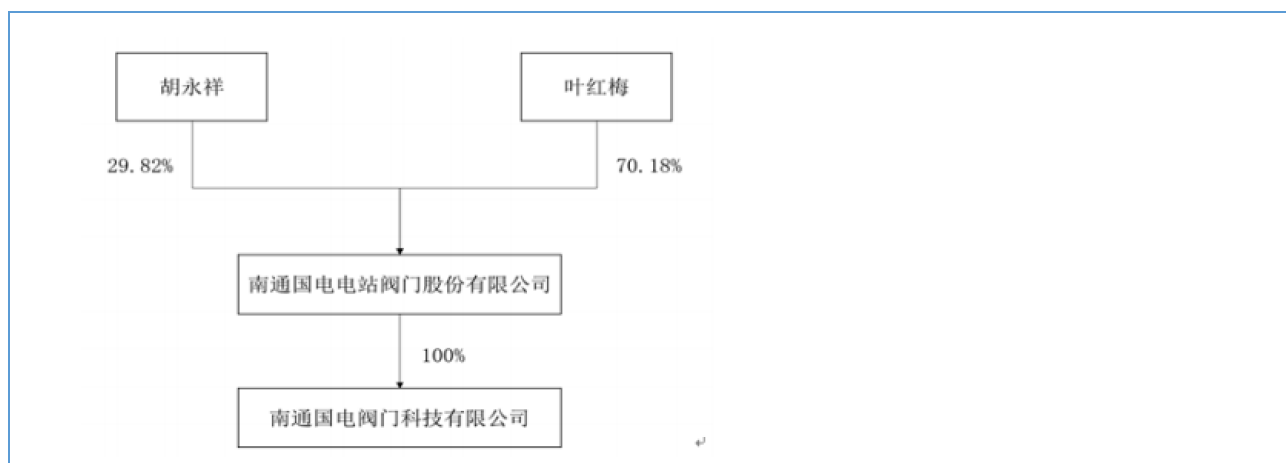 胡永祥
叶红梅
29.82%
70.18%
南通国电电站阀门股份有限公司
100%
南通国电阀门科技有限公司